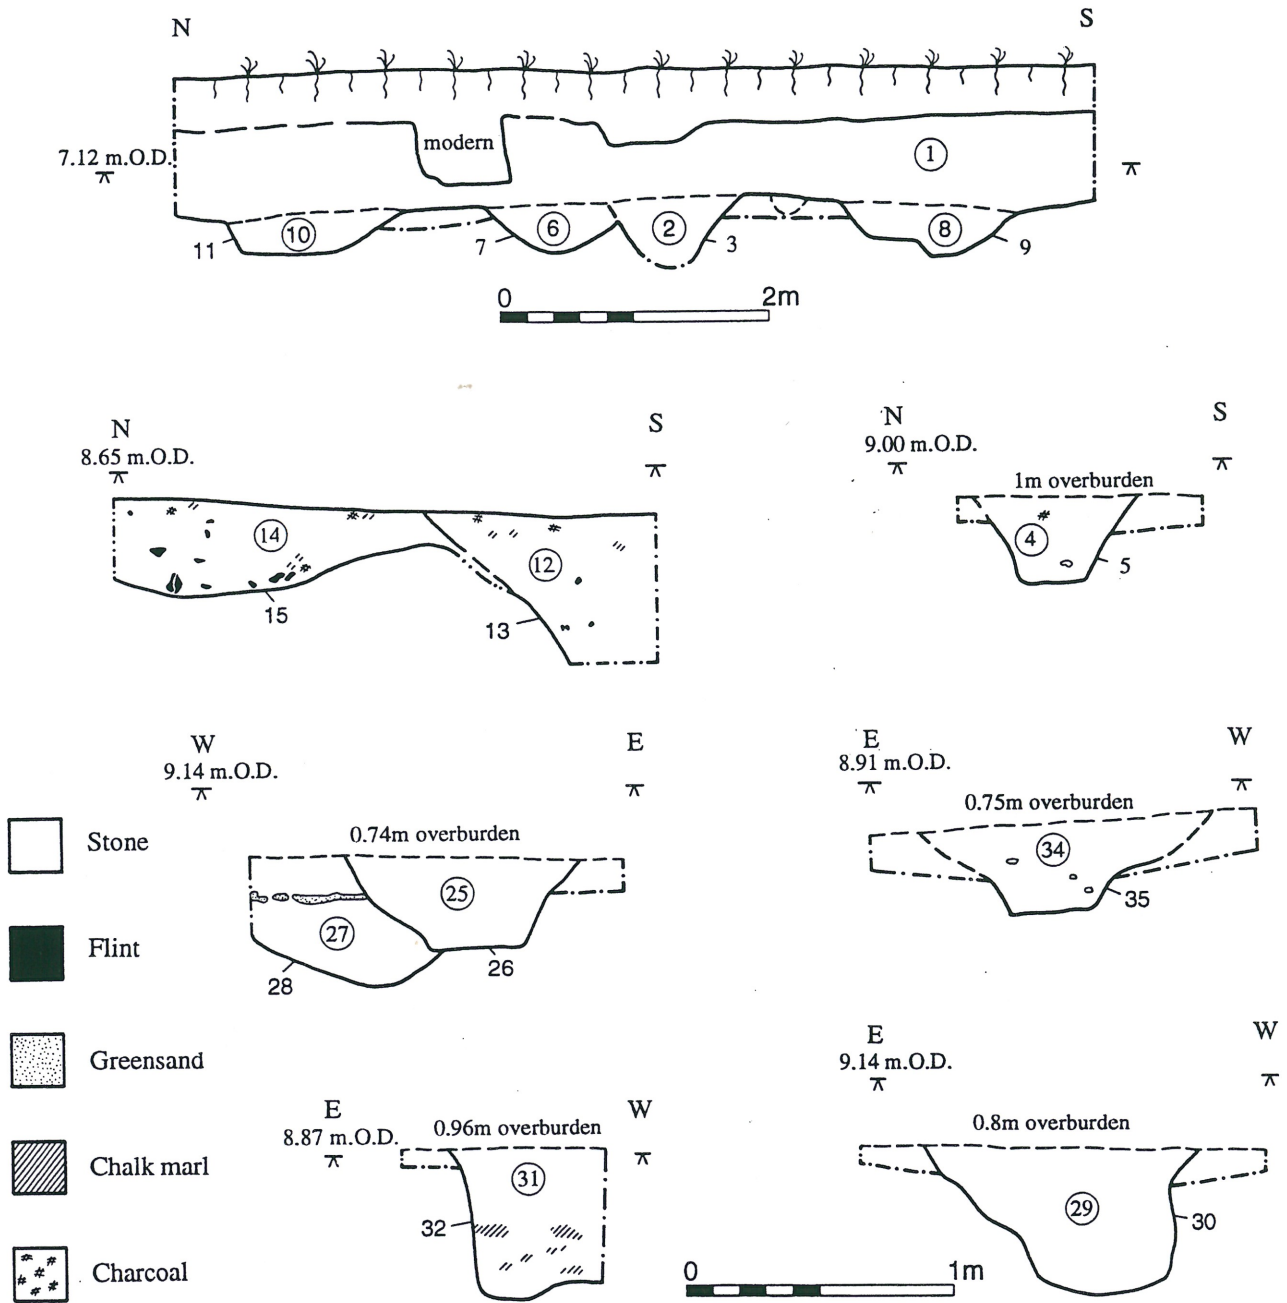 N S
7.12 m.O.D.
modern
1
11 10 7 6 2 3 8 9
0 2m
N S
8.65 m.O.D.
14
12
15
13
N S
9.00 m.O.D.
1m overburden
4
5
W E
9.14 m.O.D.
0.74m overburden
25
27
26
28
E W
8.91 m.O.D.
0.75m overburden
34
35
Stone
Flint
Greensand
Chalk marl
Charcoal
E W
8.87 m.O.D.
0.96m overburden
31
32
E W
9.14 m.O.D.
0.8m overburden
29
30
0 1m